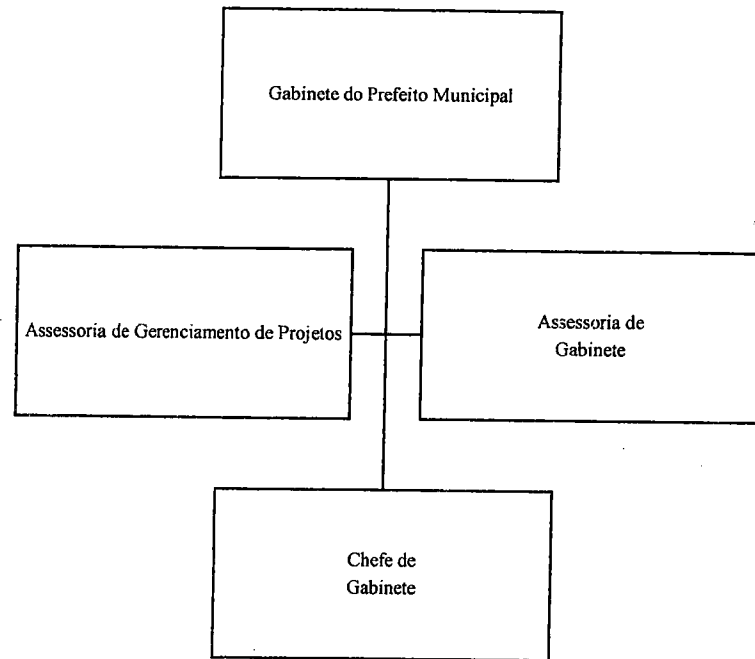 Gabinete do Prefeito Municipal
Assessoria de Gerenciamento de Projetos
Assessoria de
Gabinete
Chefe de
Gabinete